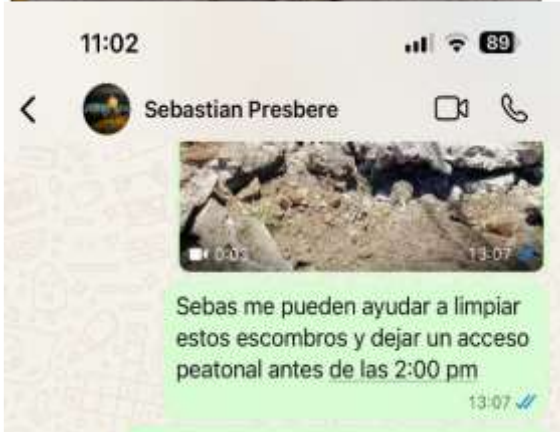 11:02
89
Sebastian Presbere
0:03
13:07
Sebas me pueden ayudar a limpiar
estos escombros y dejar un acceso
peatonal antes de las 2:00 pm
13:07